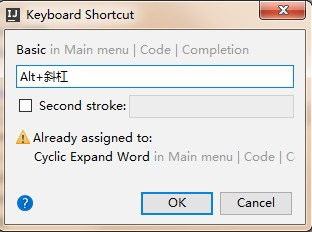 IJ Keyboard Shortcut
Basic in Main menu | Code | Completion
Alt+斜杠
Second stroke:
Already assigned to:
Cyclic Expand Word in Main menu | Code | C
?
OK Cancel